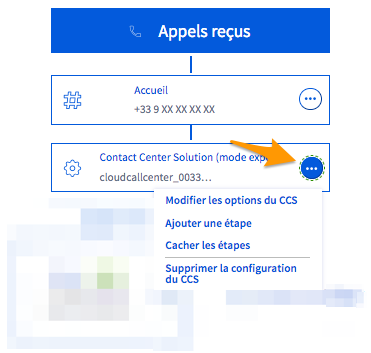 Appels reçus
Accueil
+33 9 XX XX XX XX
Contact Center Solution (mode exp
cloudcallcenter_0033...
Modifier les options du CCS
Ajouter une étape
Cacher les étapes
Supprimer la configuration
du CCS